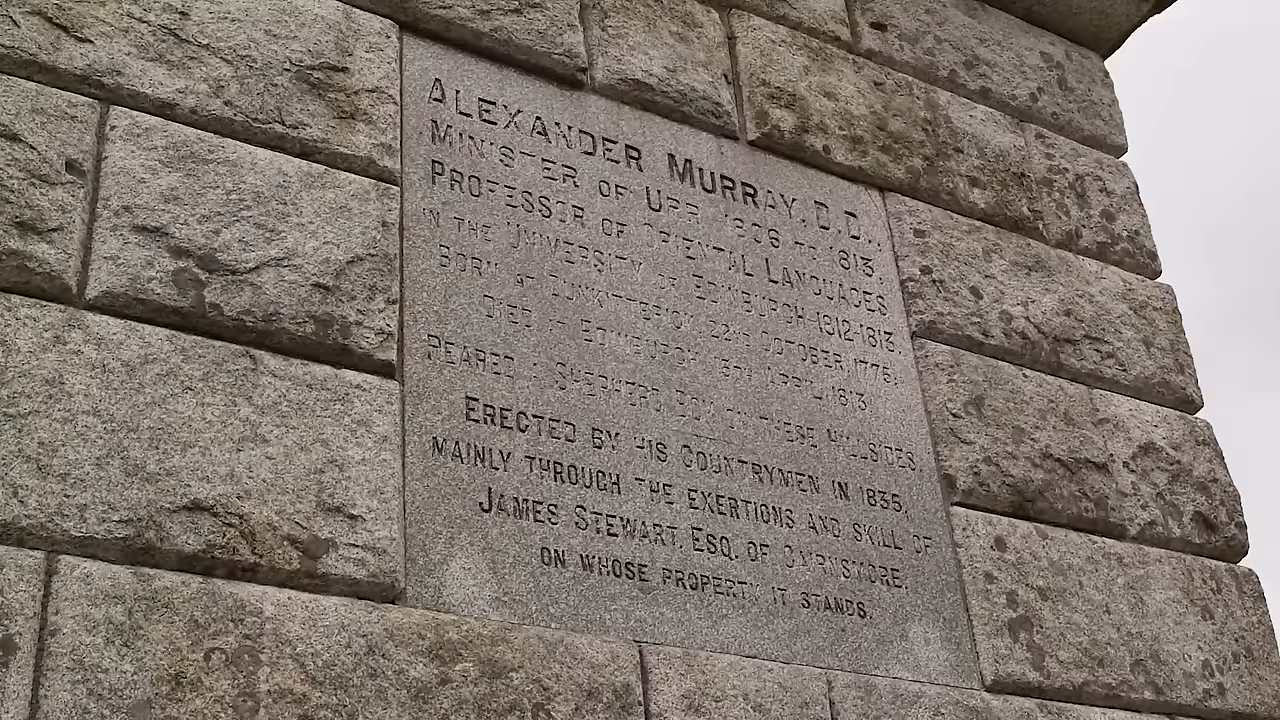 ALEXANDER MURRAY, D.D.,
MINISTER OF URR 1806 TO 1813.
PROFESSOR OF ORIENTAL LANGUAGES
IN THE UNIVERSITY OF EDINBURGH 1812-1813.
BORN AT DUNKITTERICK 22ND OCTOBER, 1775,
DIED AT EDINBURGH 15TH APRIL, 1813.
REARED A SHEPHERD BOY ON THESE HILLSIDES.
ERECTED BY HIS COUNTRYMEN IN 1835,
MAINLY THROUGH THE EXERTIONS AND SKILL OF
JAMES STEWART, ESQ. OF CAIRNSMORE,
ON WHOSE PROPERTY IT STANDS.